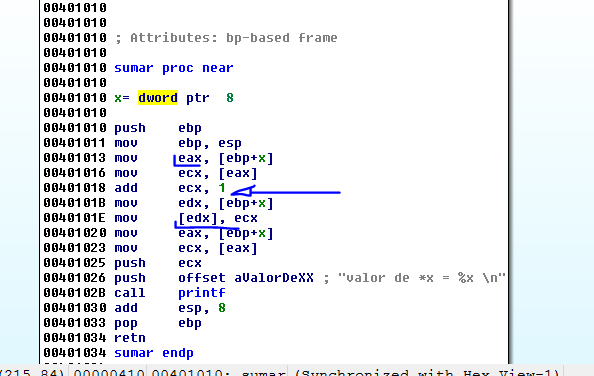 00401010
00401010
00401010
00401010 ; Attributes: bp-based frame
00401010
00401010 sumar proc near
00401010
00401010 x= dword ptr  8
00401010
00401010 push    ebp
00401011 mov     ebp, esp
00401013 mov     eax, [ebp+x]
00401016 mov     ecx, [eax]
00401018 add     ecx, 1
0040101B mov     edx, [ebp+x]
0040101E mov     [edx], ecx
00401020 mov     eax, [ebp+x]
00401023 mov     ecx, [eax]
00401025 push    ecx
00401026 push    offset aValorDeXX ; "valor de *x = %x \n"
0040102B call    printf
00401030 add     esp, 8
00401033 pop     ebp
00401034 retn
00401034 sumar endp
(215,84) 00000410 00401010: sumar (Synchronized with Hex View-1)